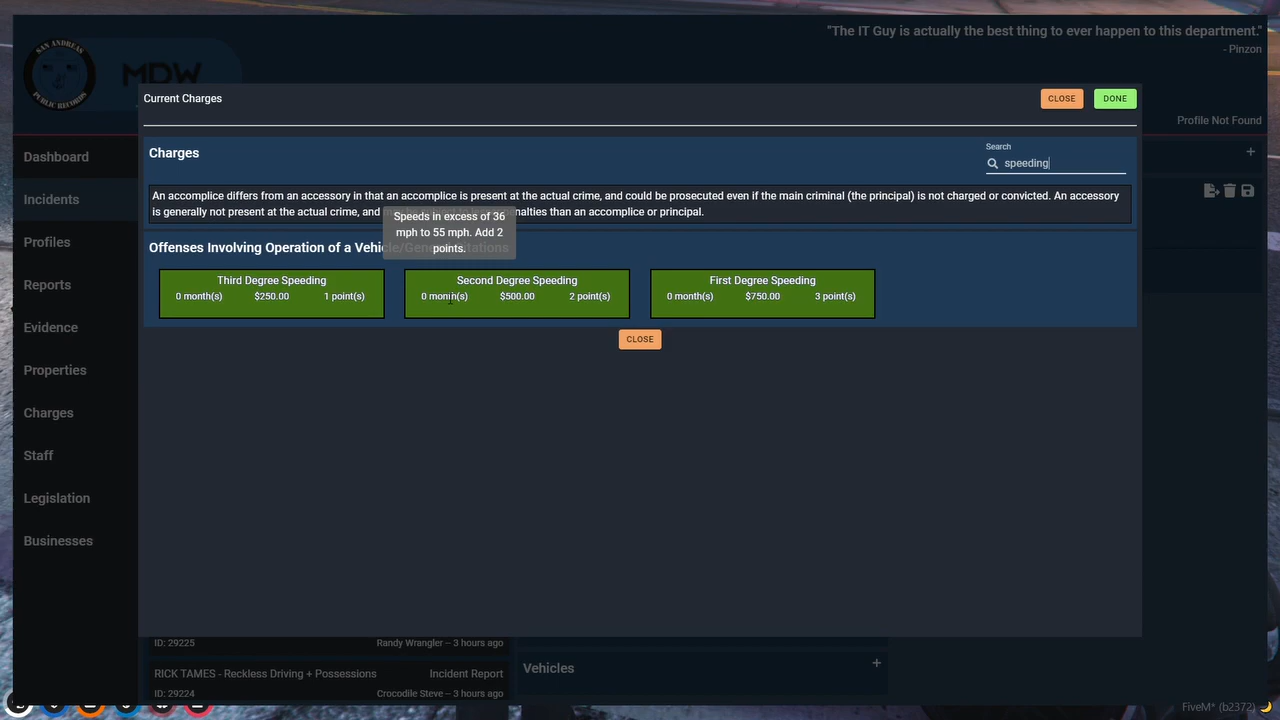 "The IT Guy is actually the best thing to ever happen to this department."
- Pinzon
SAN ANDREAS
PUBLIC RECORDS
MDW
Profile Not Found
Current Charges
CLOSE
DONE
Dashboard
Incidents
Profiles
Reports
Evidence
Properties
Charges
Staff
Legislation
Businesses
Charges
Search
speeding
An accomplice differs from an accessory in that an accomplice is present at the actual crime, and could be prosecuted even if the main criminal (the principal) is not charged or convicted. An accessory
is generally not present at the actual crime, and penalties than an accomplice or principal.
Speeds in excess of 36
mph to 55 mph. Add 2
points.
Offenses Involving Operation of a Vehicle/General Citations
Third Degree Speeding
0 month(s) $250.00 1 point(s)
Second Degree Speeding
0 month(s) $500.00 2 point(s)
First Degree Speeding
0 month(s) $750.00 3 point(s)
CLOSE
ID: 29225 Randy Wrangler -- 3 hours ago
RICK TAMES - Reckless Driving + Possessions Incident Report
ID: 29224 Crocodile Steve -- 3 hours ago
Vehicles
FiveM* (b2372)